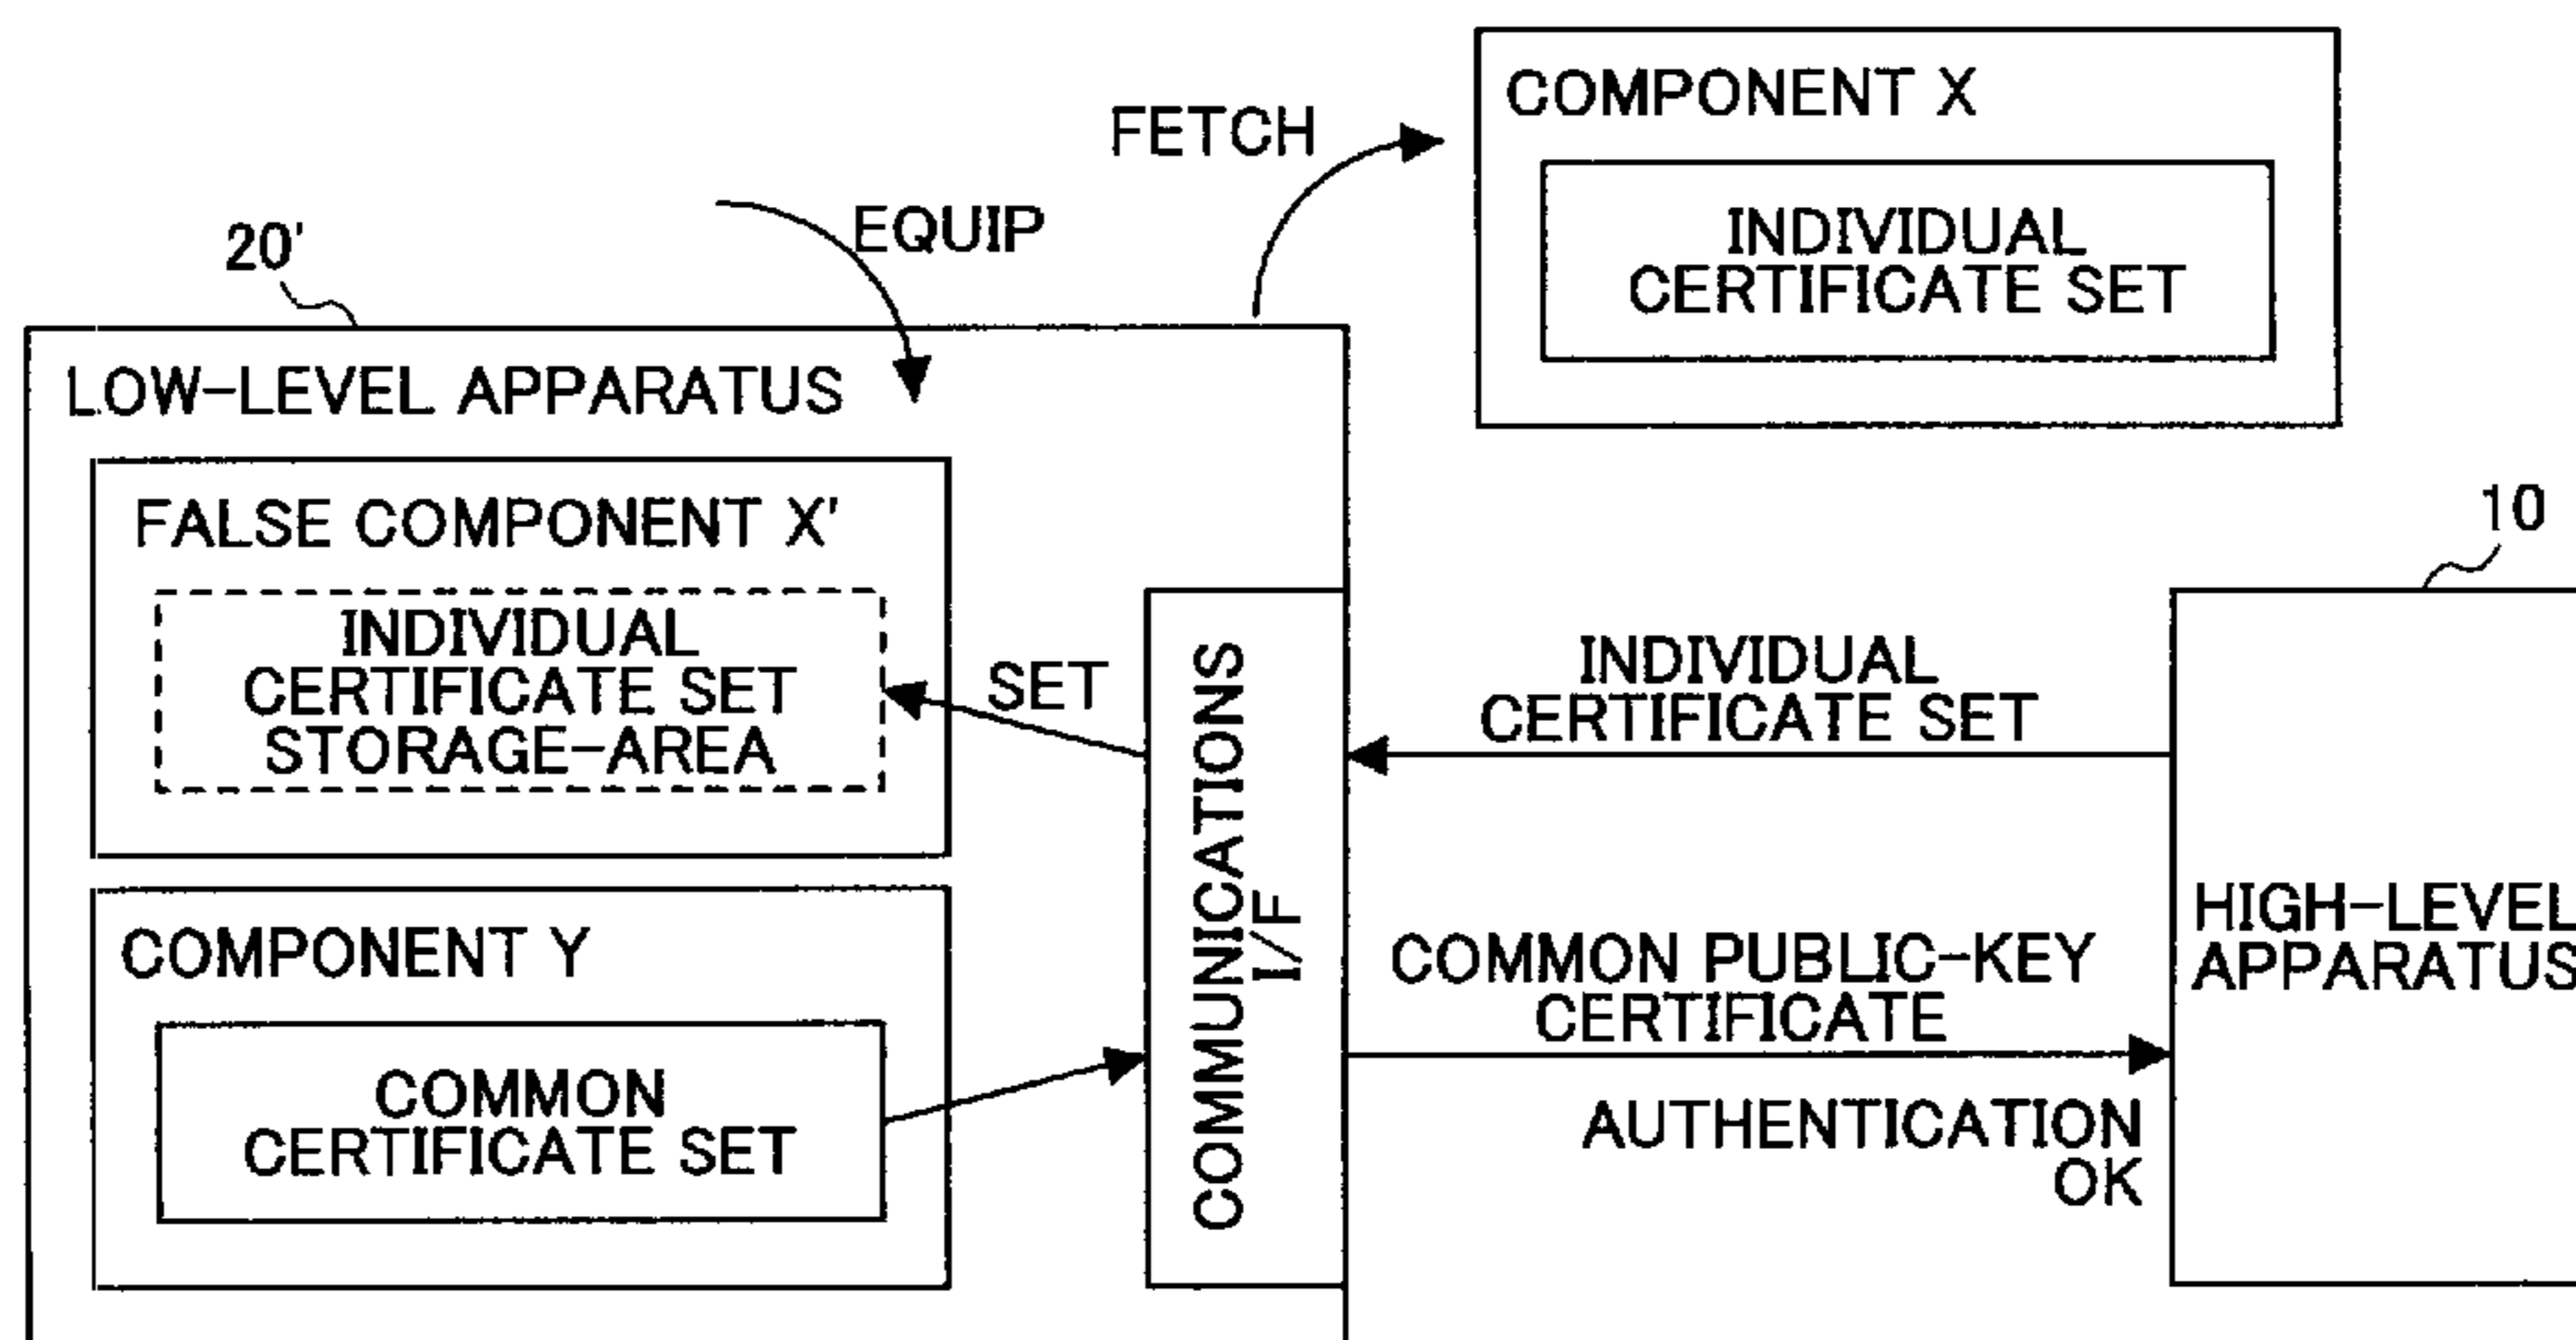 COMPONENT X
INDIVIDUAL
CERTIFICATE SET
FETCH
EQUIP
20'
LOW-LEVEL APPARATUS
FALSE COMPONENT X'
INDIVIDUAL
CERTIFICATE SET
STORAGE-AREA
SET
COMPONENT Y
COMMON
CERTIFICATE SET
COMMUNICATIONS
I/F
INDIVIDUAL
CERTIFICATE SET
COMMON PUBLIC-KEY
CERTIFICATE
AUTHENTICATION
OK
10
HIGH-LEVEL
APPARATUS